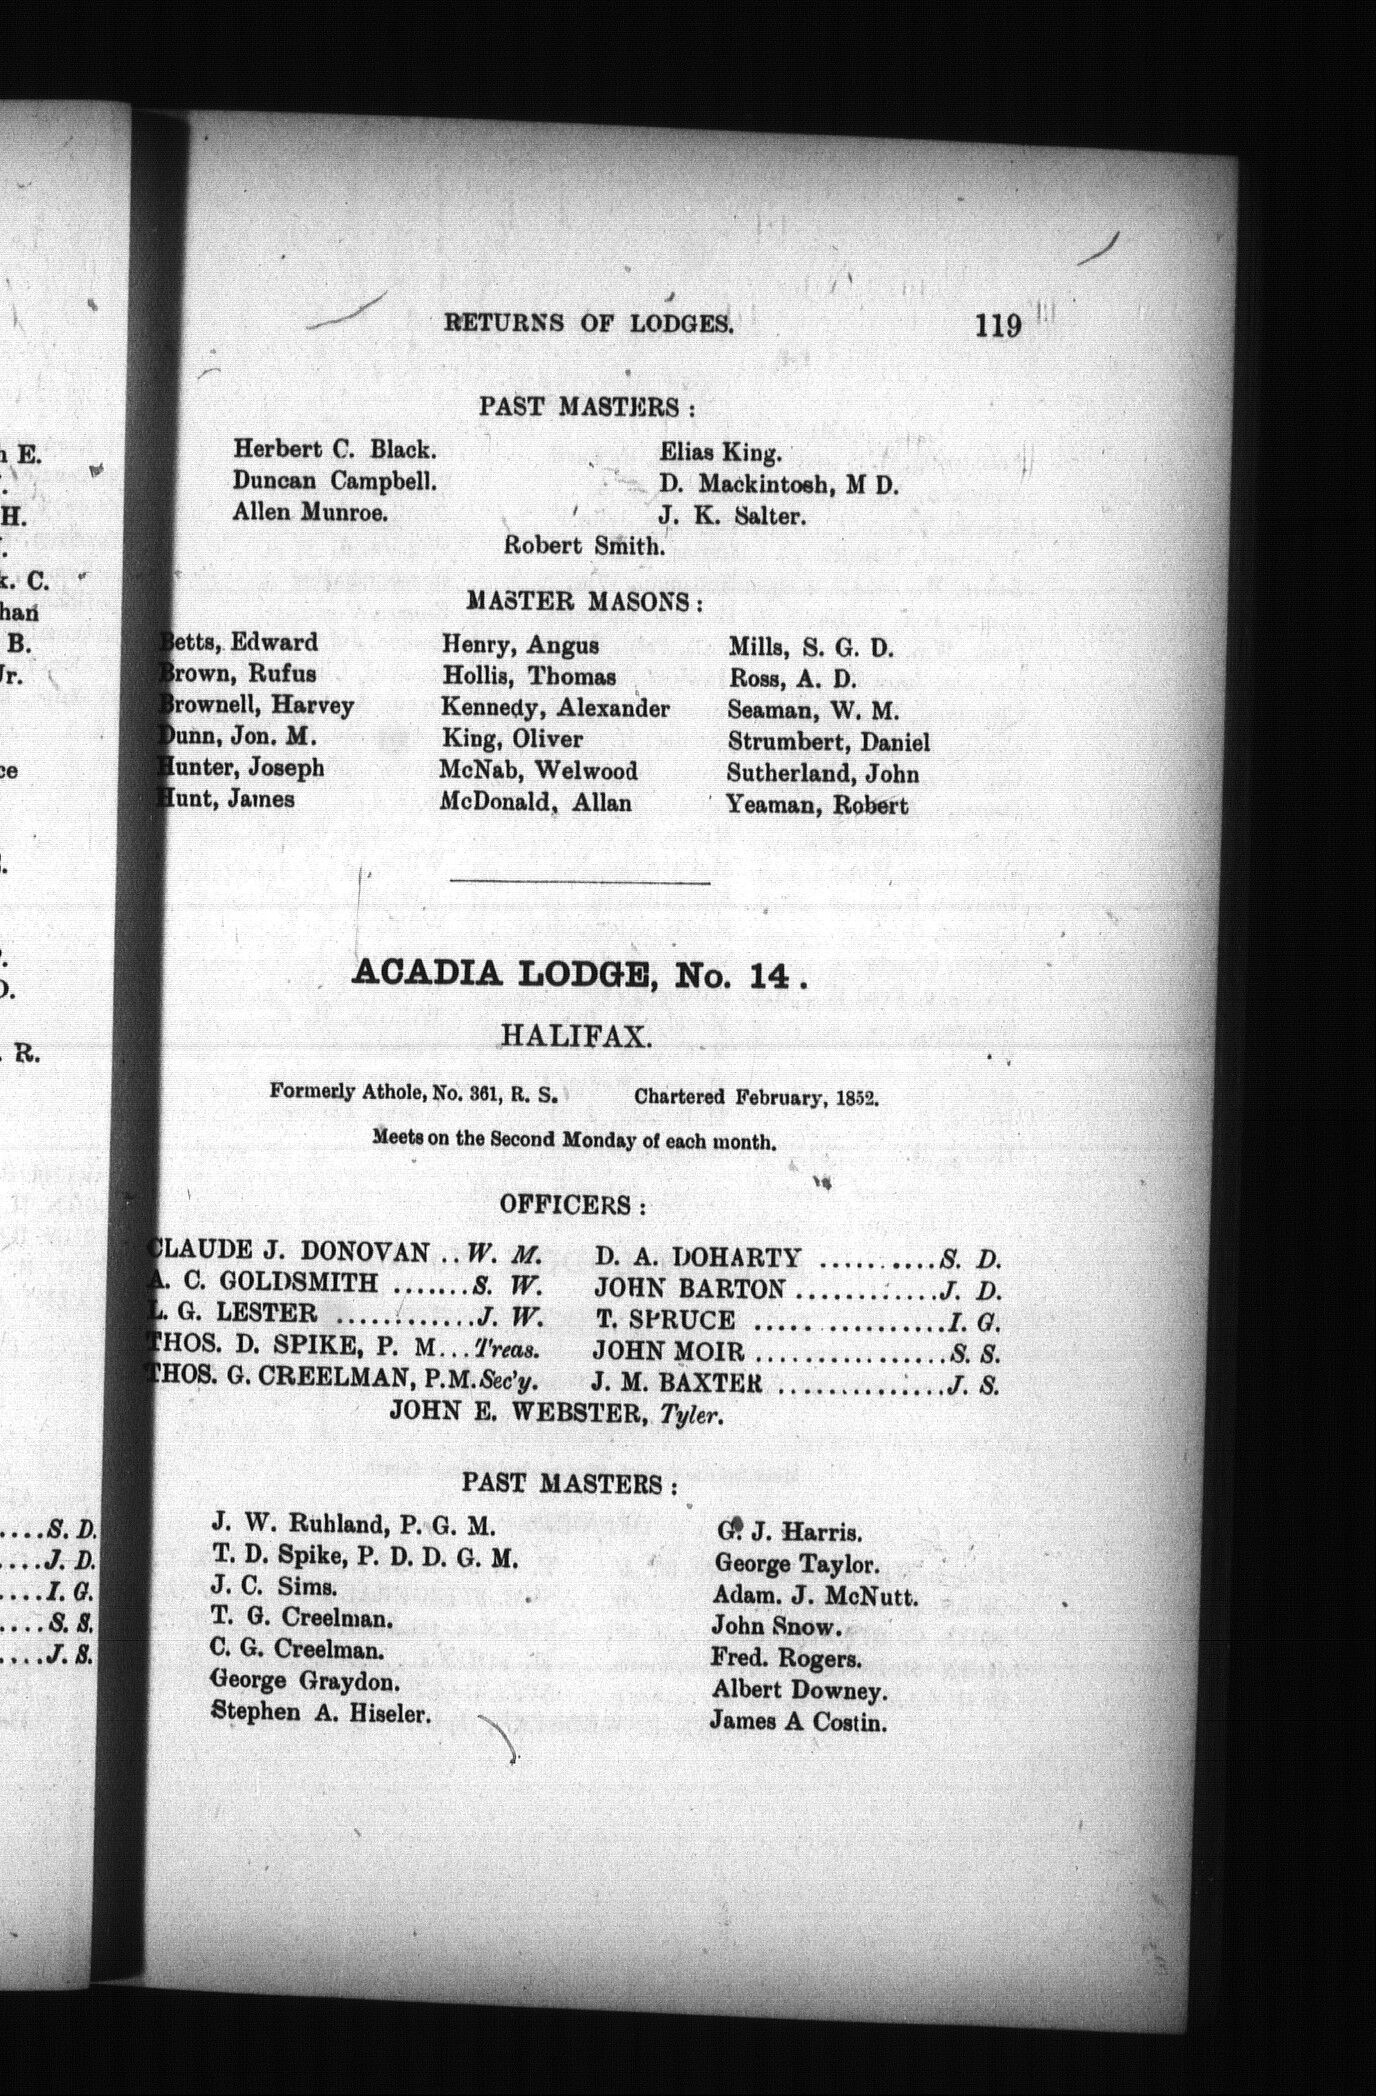 RETURNS OF LODGES. 119
PAST MASTERS :
Herbert C. Black. Elias King.
Duncan Campbell. D. Mackintosh, M D.
Allen Munroe. J. K. Salter.
Robert Smith.
MASTER MASONS :
Betts, Edward Henry, Angus Mills, S. G. D.
Brown, Rufus Hollis, Thomas Ross, A. D.
Brownell, Harvey Kennedy, Alexander Seaman, W. M.
Dunn, Jon. M. King, Oliver Strumbert, Daniel
Hunter, Joseph McNab, Welwood Sutherland, John
Hunt, James McDonald, Allan Yeaman, Robert
ACADIA LODGE, No. 14.
HALIFAX.
Formerly Athole, No. 361, R. S. Chartered February, 1852.
Meets on the Second Monday of each month.
OFFICERS :
CLAUDE J. DONOVAN ..W. M. D. A. DOHARTY ..........S. D.
A. C. GOLDSMITH .......S. W. JOHN BARTON ............J. D.
L. G. LESTER ............J. W. T. SPRUCE ................I. G.
THOS. D. SPIKE, P. M...Treas. JOHN MOIR ................S. S.
THOS. G. CREELMAN, P.M.Sec'y. J. M. BAXTER ..............J. S.
JOHN E. WEBSTER, Tyler.
PAST MASTERS :
J. W. Ruhland, P. G. M. G. J. Harris.
T. D. Spike, P. D. D. G. M. George Taylor.
J. C. Sims. Adam. J. McNutt.
T. G. Creelman. John Snow.
C. G. Creelman. Fred. Rogers.
George Graydon. Albert Downey.
Stephen A. Hiseler. James A Costin.
E.
H.
C.
B.
Jr.
R.
....S. D.
....J. D.
....I. G.
....S. S.
....J. S.